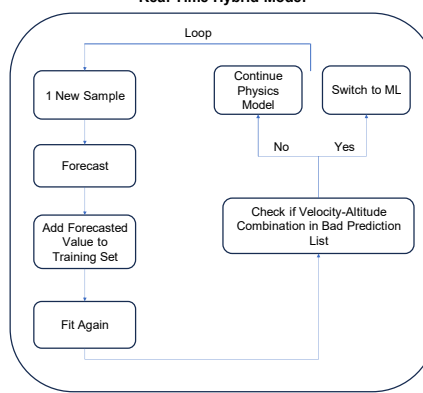 Real-Time Hybrid Model
Loop
1 New Sample
Forecast
Add Forecasted
Value to
Training Set
Fit Again
Continue
Physics
Model
Switch to ML
No
Yes
Check if Velocity-Altitude
Combination in Bad Prediction
List